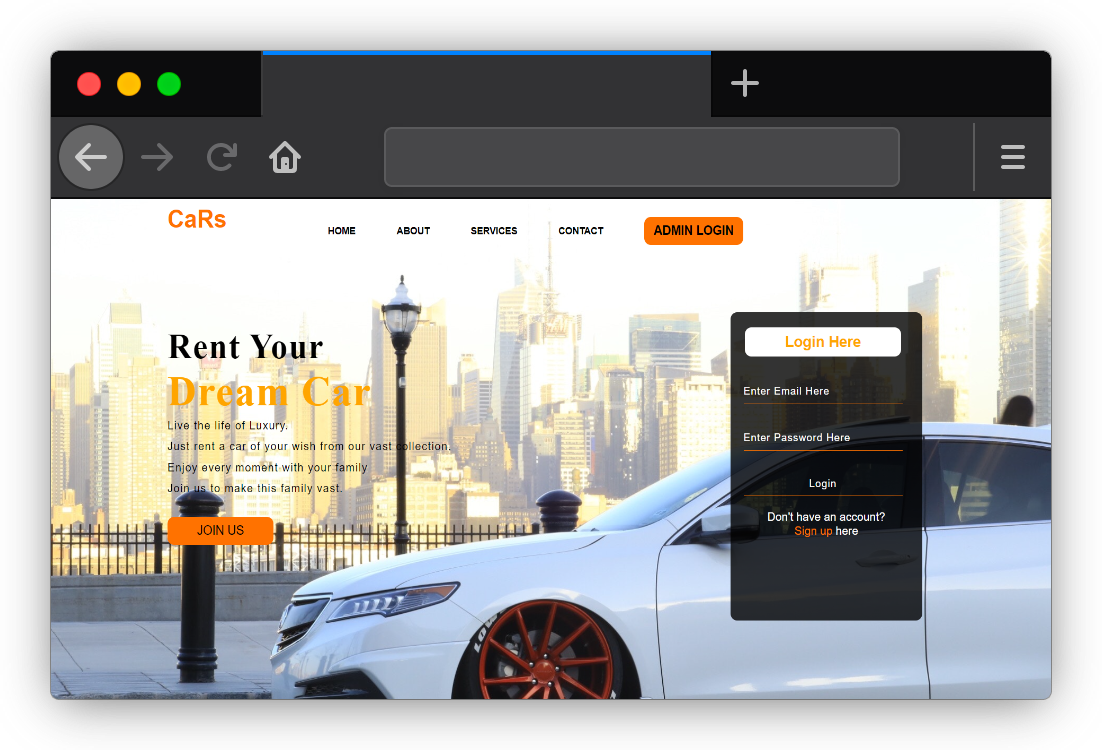 CaRs
HOME ABOUT SERVICES CONTACT ADMIN LOGIN
Rent Your
Dream Car
Live the life of Luxury.
Just rent a car of your wish from our vast collection.
Enjoy every moment with your family
Join us to make this family vast.
JOIN US
Login Here
Enter Email Here
Enter Password Here
Login
Don't have an account?
Sign up here